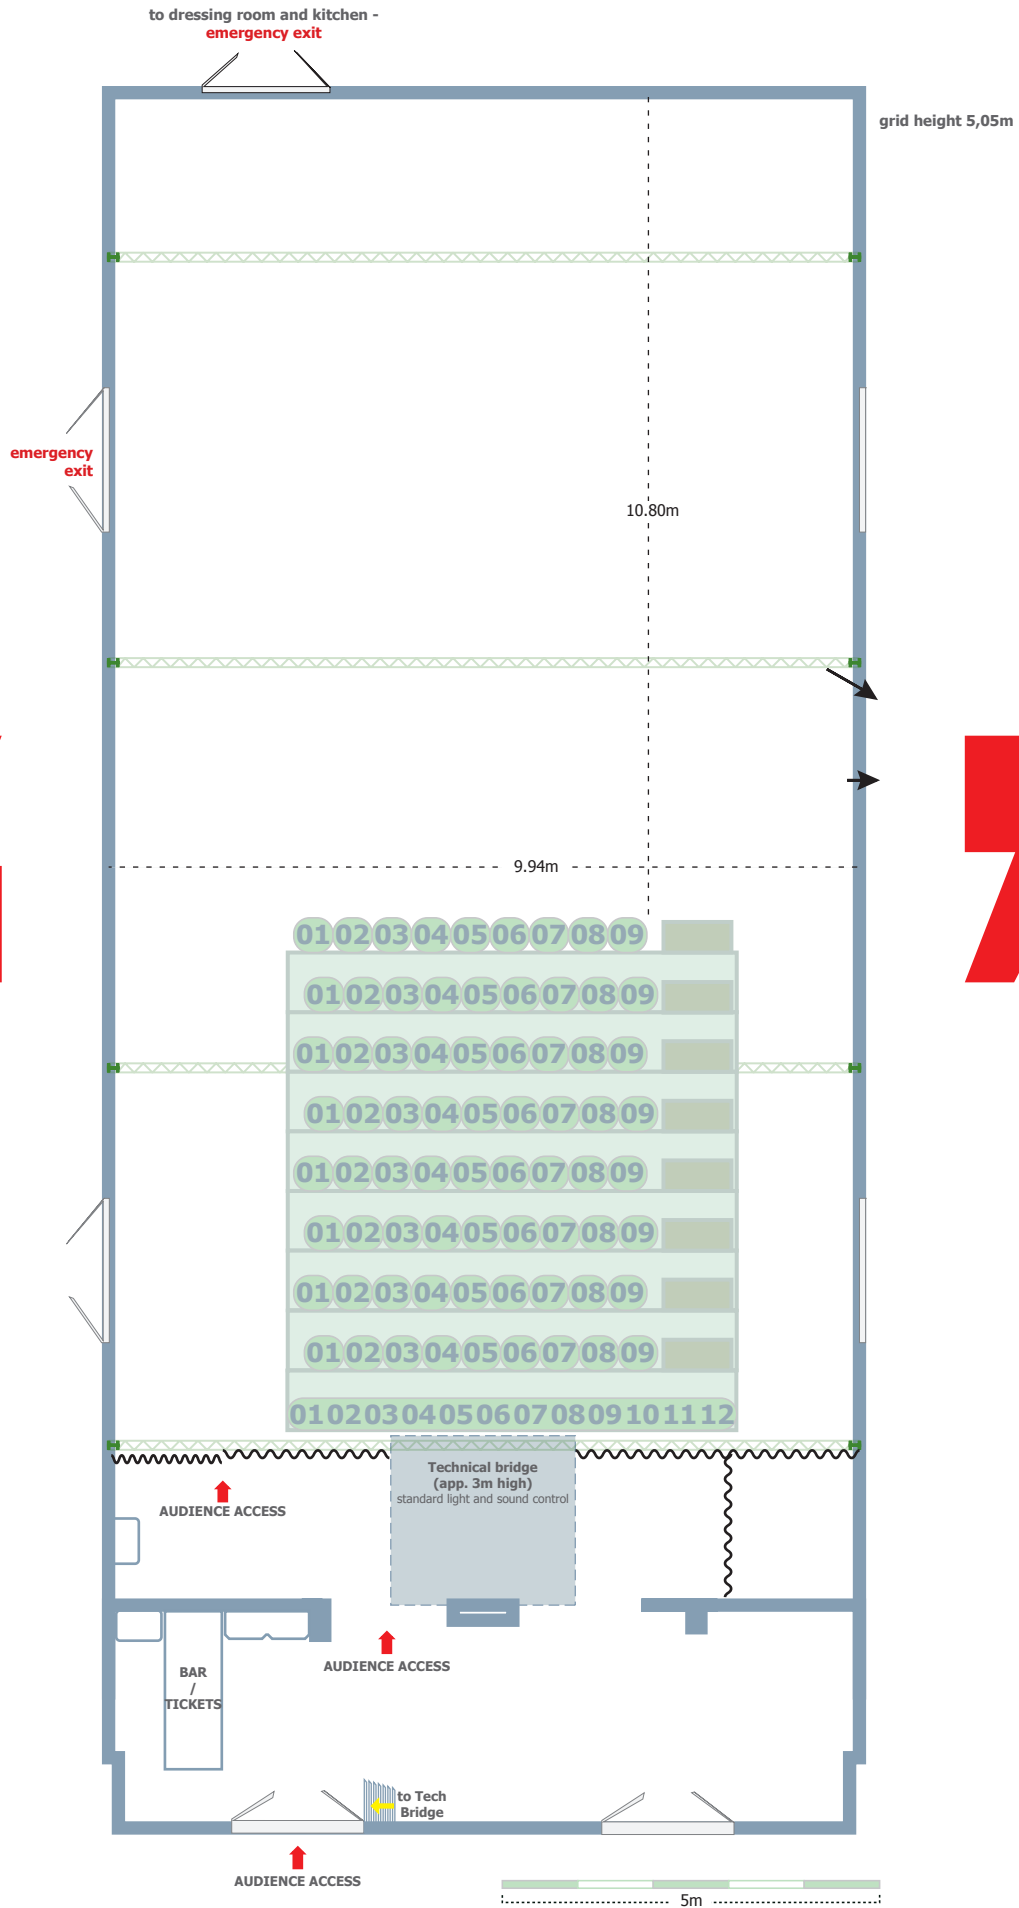 to dressing room and kitchen -
emergency exit
grid height 5,05m
emergency
exit
10.80m
9.94m
01 02 03 04 05 06 07 08 09
01 02 03 04 05 06 07 08 09
01 02 03 04 05 06 07 08 09
01 02 03 04 05 06 07 08 09
01 02 03 04 05 06 07 08 09
01 02 03 04 05 06 07 08 09
01 02 03 04 05 06 07 08 09
01 02 03 04 05 06 07 08 09
01 02 03 04 05 06 07 08 09 10 11 12
Technical bridge
(app. 3m high)
standard light and sound control
AUDIENCE ACCESS
AUDIENCE ACCESS
BAR
/
TICKETS
to Tech
Bridge
AUDIENCE ACCESS
5m